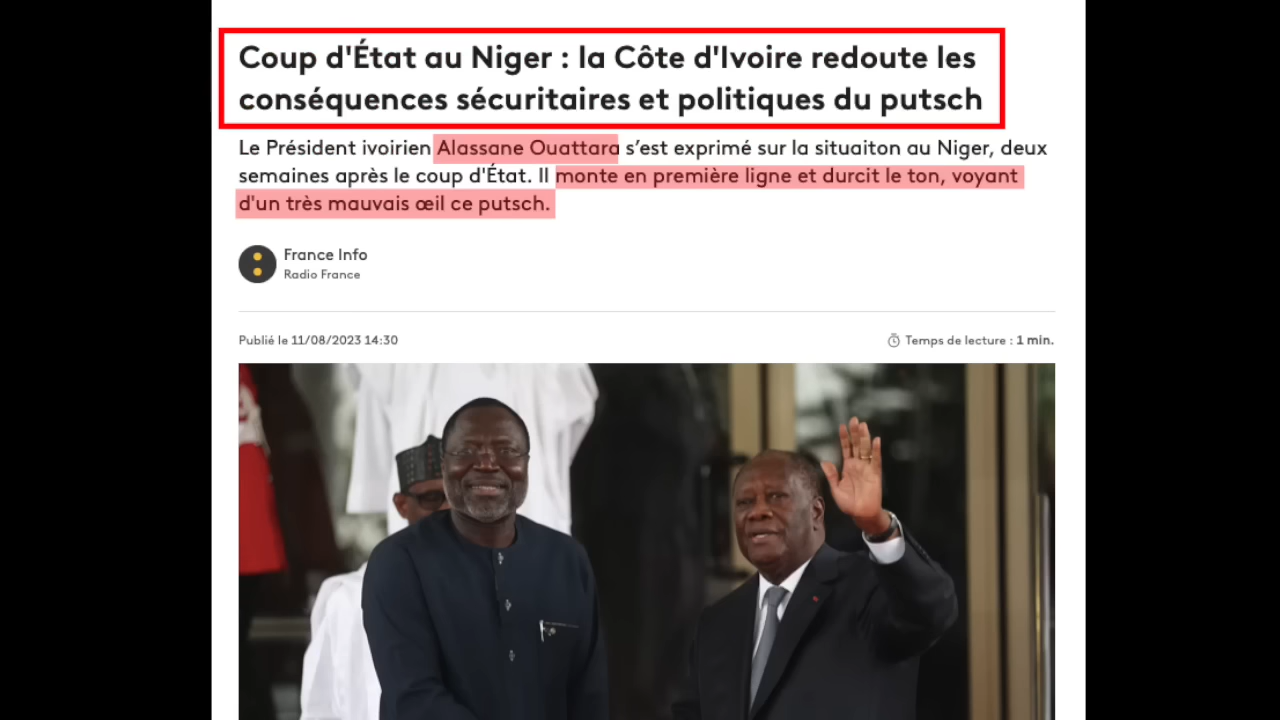 Coup d'État au Niger : la Côte d'Ivoire redoute les
conséquences sécuritaires et politiques du putsch
Le Président ivoirien Alassane Ouattara s’est exprimé sur la situaiton au Niger, deux
semaines après le coup d'État. Il monte en première ligne et durcit le ton, voyant
d'un très mauvais œil ce putsch.
France Info
Radio France
Publié le 11/08/2023 14:30
Temps de lecture : 1 min.